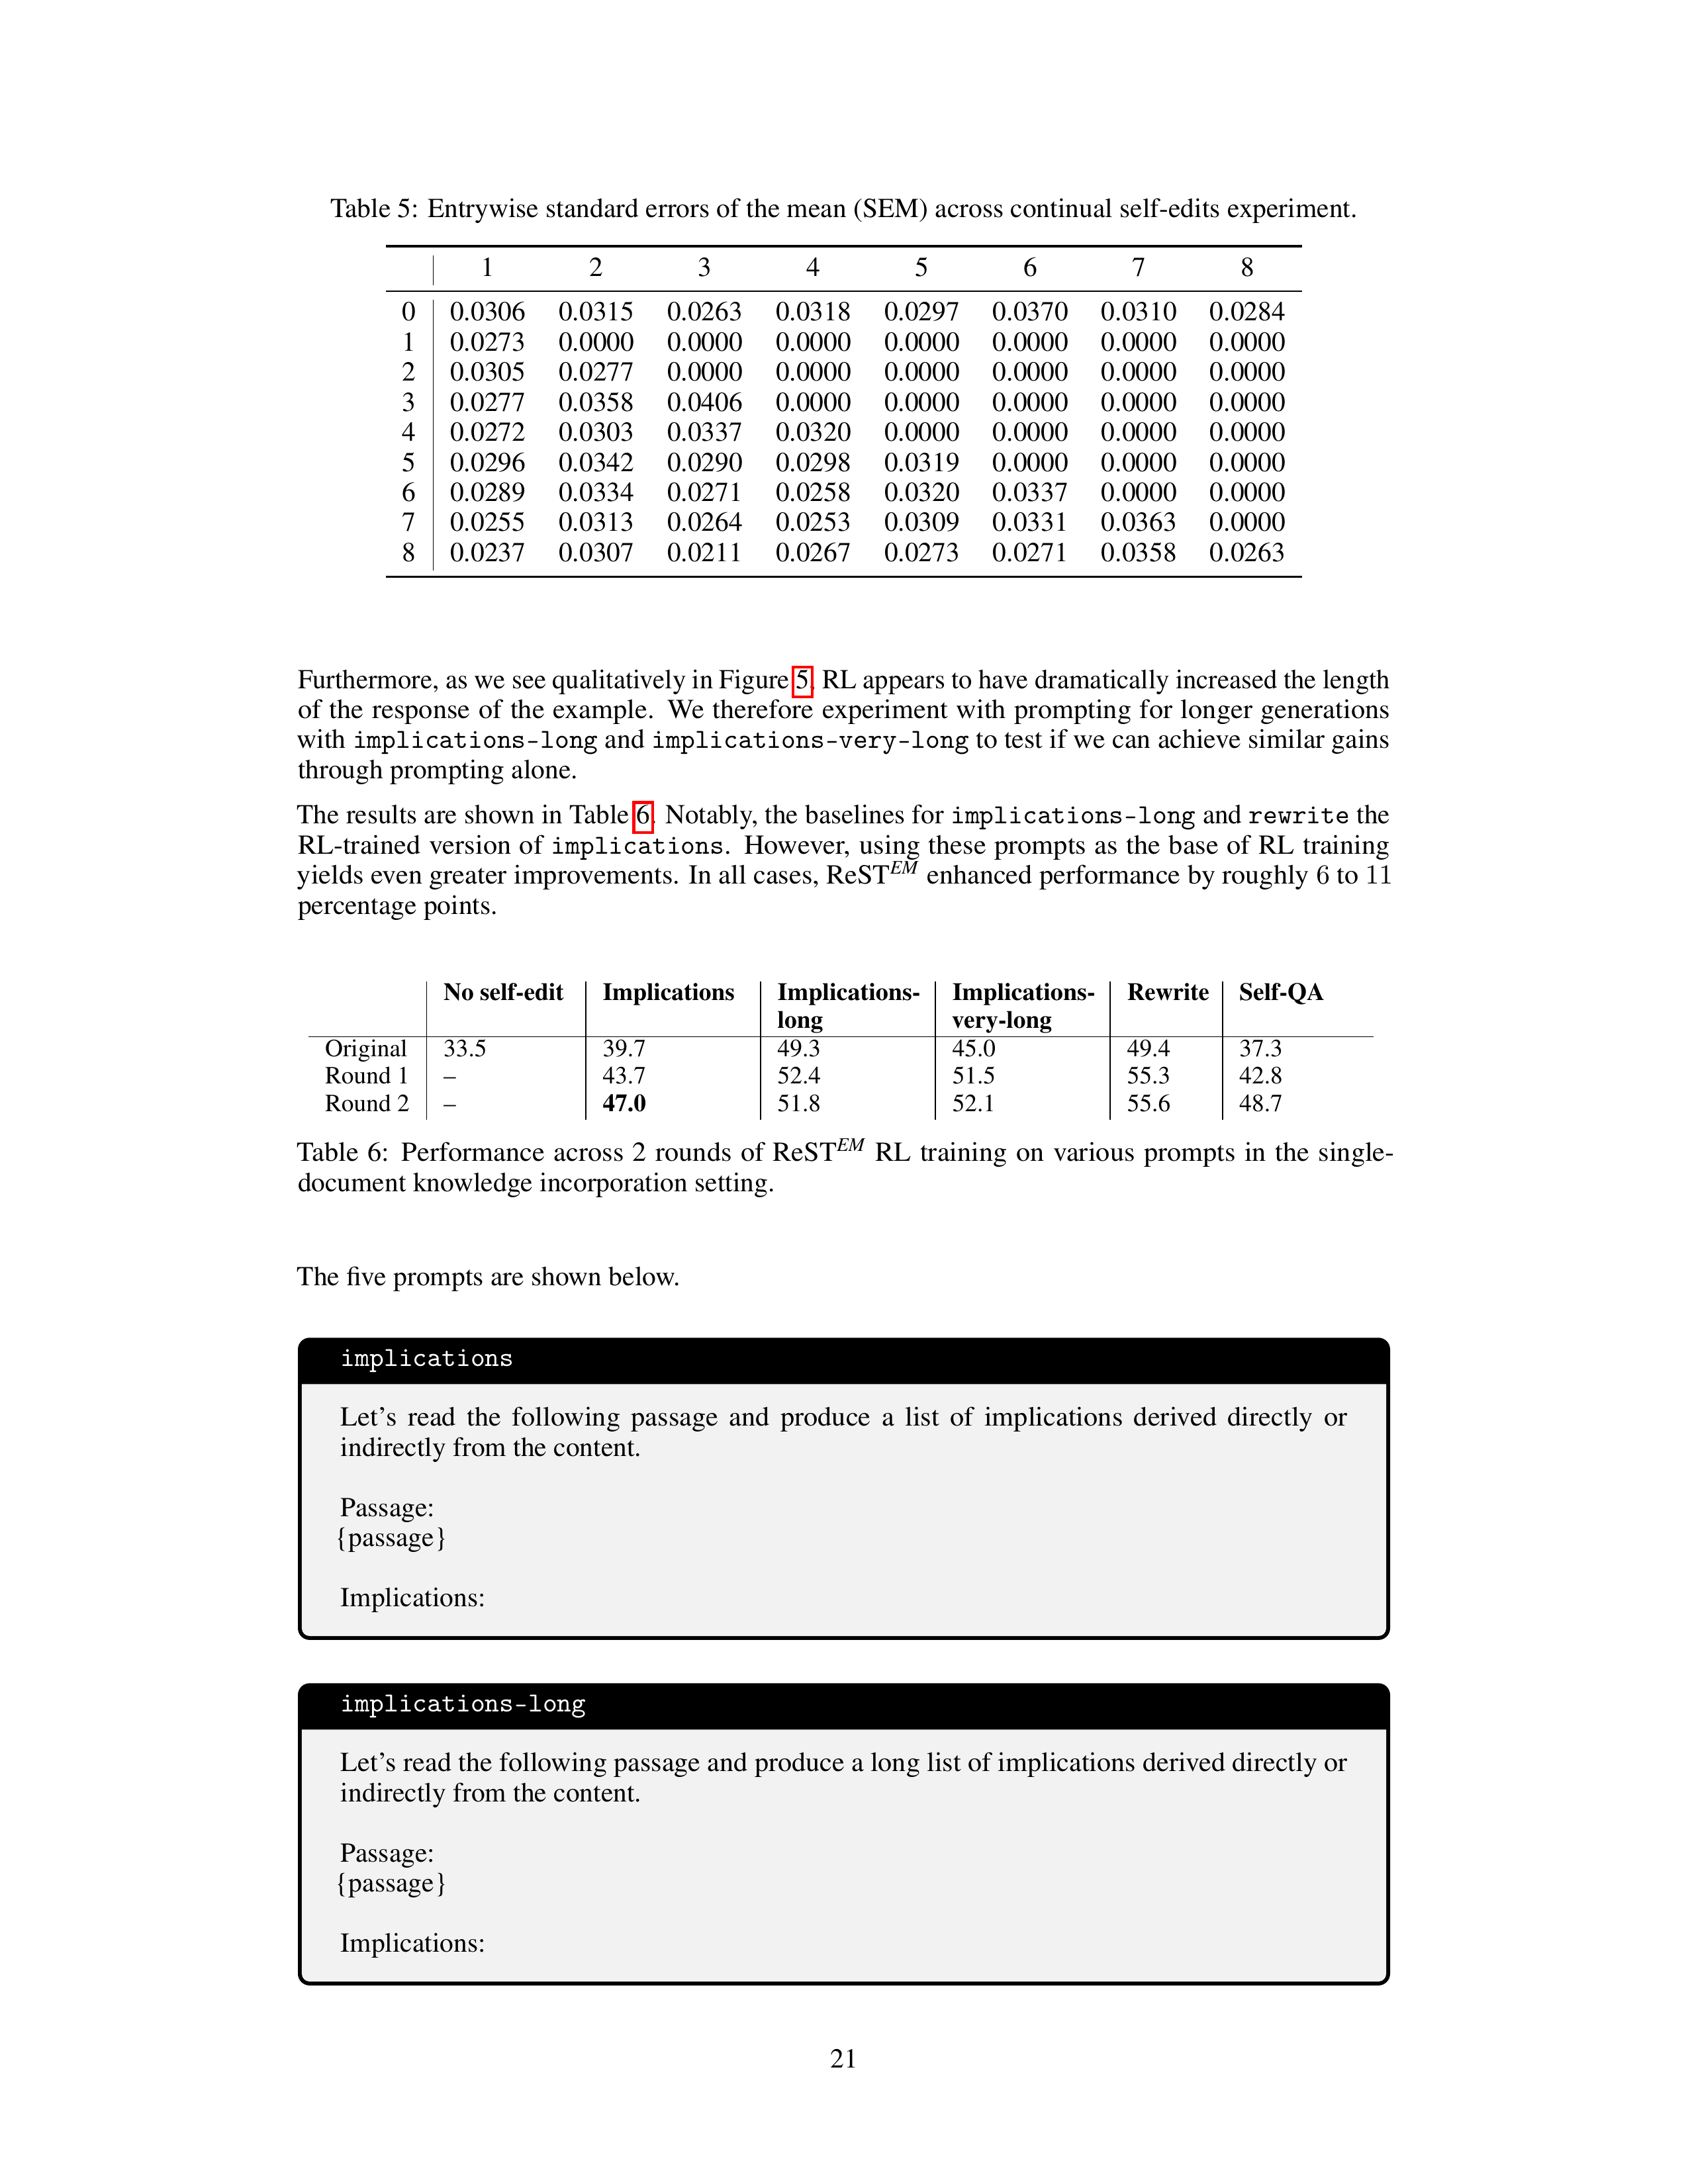 Table 5: Entrywise standard errors of the mean (SEM) across continual self-edits experiment.
1 2 3 4 5 6 7 8
0 0.0306 0.0315 0.0263 0.0318 0.0297 0.0370 0.0310 0.0284
1 0.0273 0.0000 0.0000 0.0000 0.0000 0.0000 0.0000 0.0000
2 0.0305 0.0277 0.0000 0.0000 0.0000 0.0000 0.0000 0.0000
3 0.0277 0.0358 0.0406 0.0000 0.0000 0.0000 0.0000 0.0000
4 0.0272 0.0303 0.0337 0.0320 0.0000 0.0000 0.0000 0.0000
5 0.0296 0.0342 0.0290 0.0298 0.0319 0.0000 0.0000 0.0000
6 0.0289 0.0334 0.0271 0.0258 0.0320 0.0337 0.0000 0.0000
7 0.0255 0.0313 0.0264 0.0253 0.0309 0.0331 0.0363 0.0000
8 0.0237 0.0307 0.0211 0.0267 0.0273 0.0271 0.0358 0.0263
Furthermore, as we see qualitatively in Figure 5, RL appears to have dramatically increased the length
of the response of the example. We therefore experiment with prompting for longer generations
with implications-long and implications-very-long to test if we can achieve similar gains
through prompting alone.
The results are shown in Table 6. Notably, the baselines for implications-long and rewrite the
RL-trained version of implications. However, using these prompts as the base of RL training
yields even greater improvements. In all cases, ReST^EM enhanced performance by roughly 6 to 11
percentage points.
No self-edit Implications Implications- Implications- Rewrite Self-QA
long very-long
Original 33.5 39.7 49.3 45.0 49.4 37.3
Round 1 – 43.7 52.4 51.5 55.3 42.8
Round 2 – 47.0 51.8 52.1 55.6 48.7
Table 6: Performance across 2 rounds of ReST^EM RL training on various prompts in the single-
document knowledge incorporation setting.
The five prompts are shown below.
implications
Let's read the following passage and produce a list of implications derived directly or
indirectly from the content.
Passage:
{passage}
Implications:
implications-long
Let's read the following passage and produce a long list of implications derived directly or
indirectly from the content.
Passage:
{passage}
Implications:
21